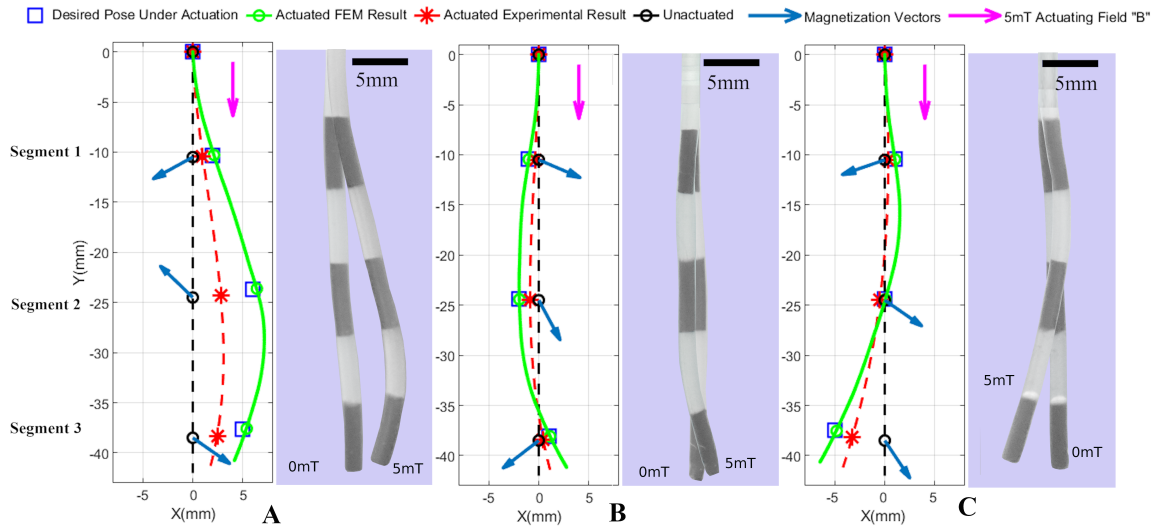 Desired Pose Under Actuation Actuated FEM Result Actuated Experimental Result Unactuated Magnetization Vectors 5mT Actuating Field "B"
Segment 1
Segment 2
Segment 3
Y(mm)
0
-5
-10
-15
-20
-25
-30
-35
-40
-5 0 5
X(mm)
A
5mm
0mT
5mT
0
-5
-10
-15
-20
-25
-30
-35
-40
-5 0 5
X(mm)
B
5mm
0mT
5mT
0
-5
-10
-15
-20
-25
-30
-35
-40
-5 0 5
X(mm)
C
5mm
5mT
0mT